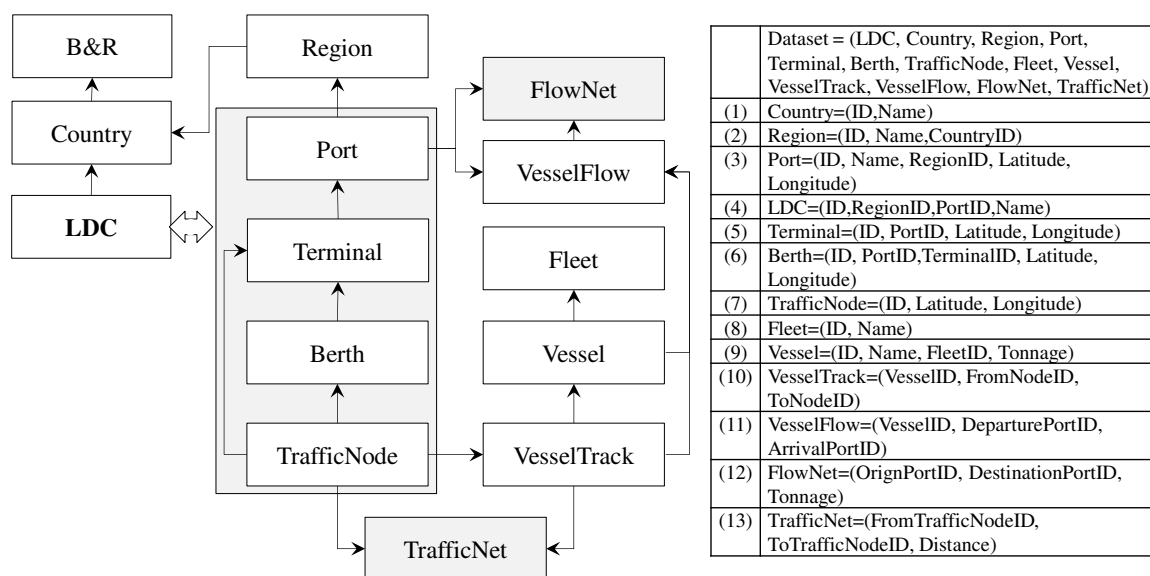 B&R
Region
FlowNet
Country
Port
VesselFlow
LDC
Terminal
Fleet
Berth
Vessel
TrafficNode
VesselTrack
TrafficNet
Dataset = (LDC, Country, Region, Port,
Terminal, Berth, TrafficNode, Fleet, Vessel,
VesselTrack, VesselFlow, FlowNet, TrafficNet)
(1) Country=(ID,Name)
(2) Region=(ID, Name,CountryID)
(3) Port=(ID, Name, RegionID, Latitude,
Longitude)
(4) LDC=(ID,RegionID,PortID,Name)
(5) Terminal=(ID, PortID, Latitude, Longitude)
(6) Berth=(ID, PortID,TerminalID, Latitude,
Longitude)
(7) TrafficNode=(ID, Latitude, Longitude)
(8) Fleet=(ID, Name)
(9) Vessel=(ID, Name, FleetID, Tonnage)
(10) VesselTrack=(VesselID, FromNodeID,
ToNodeID)
(11) VesselFlow=(VesselID, DeparturePortID,
ArrivalPortID)
(12) FlowNet=(OrignPortID, DestinationPortID,
Tonnage)
(13) TrafficNet=(FromTrafficNodeID,
ToTrafficNodeID, Distance)